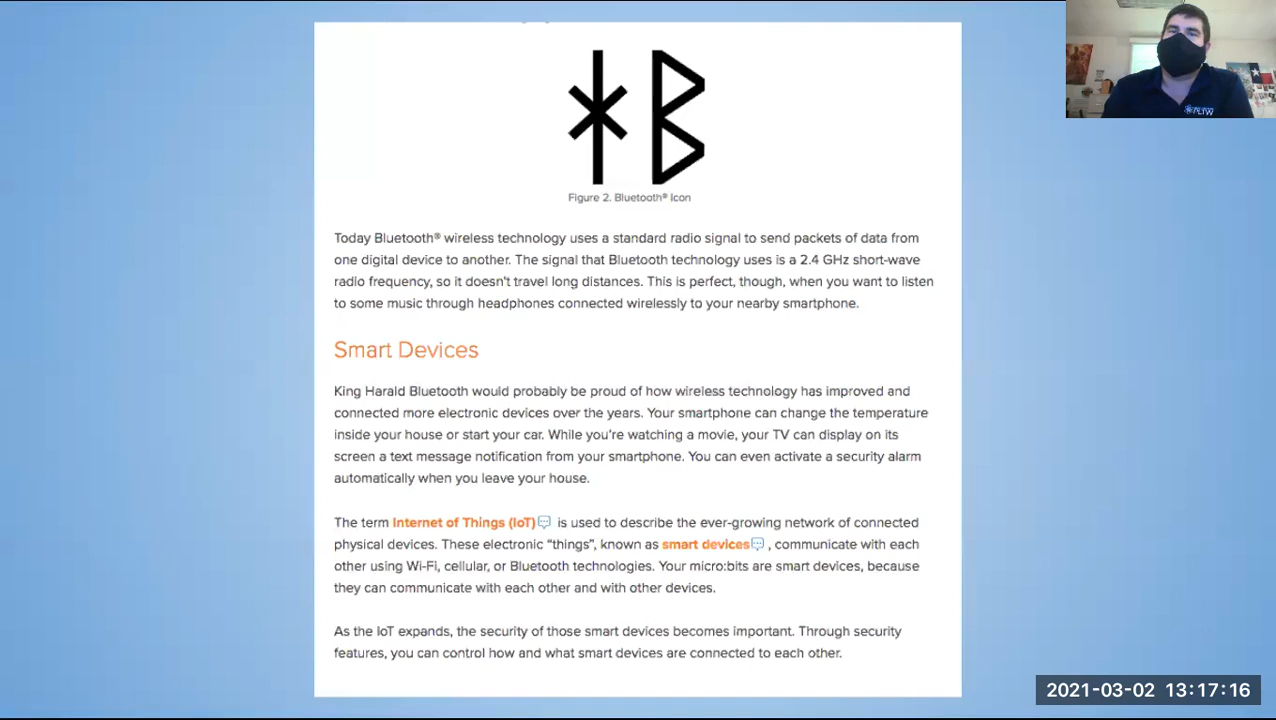 Figure 2. Bluetooth® Icon
Today Bluetooth® wireless technology uses a standard radio signal to send packets of data from
one digital device to another. The signal that Bluetooth technology uses is a 2.4 GHz short-wave
radio frequency, so it doesn't travel long distances. This is perfect, though, when you want to listen
to some music through headphones connected wirelessly to your nearby smartphone.
Smart Devices
King Harald Bluetooth would probably be proud of how wireless technology has improved and
connected more electronic devices over the years. Your smartphone can change the temperature
inside your house or start your car. While you're watching a movie, your TV can display on its
screen a text message notification from your smartphone. You can even activate a security alarm
automatically when you leave your house.
The term Internet of Things (IoT) is used to describe the ever-growing network of connected
physical devices. These electronic “things”, known as smart devices , communicate with each
other using Wi-Fi, cellular, or Bluetooth technologies. Your micro:bits are smart devices, because
they can communicate with each other and with other devices.
As the IoT expands, the security of those smart devices becomes important. Through security
features, you can control how and what smart devices are connected to each other.
PLTW
2021-03-02 13:17:16